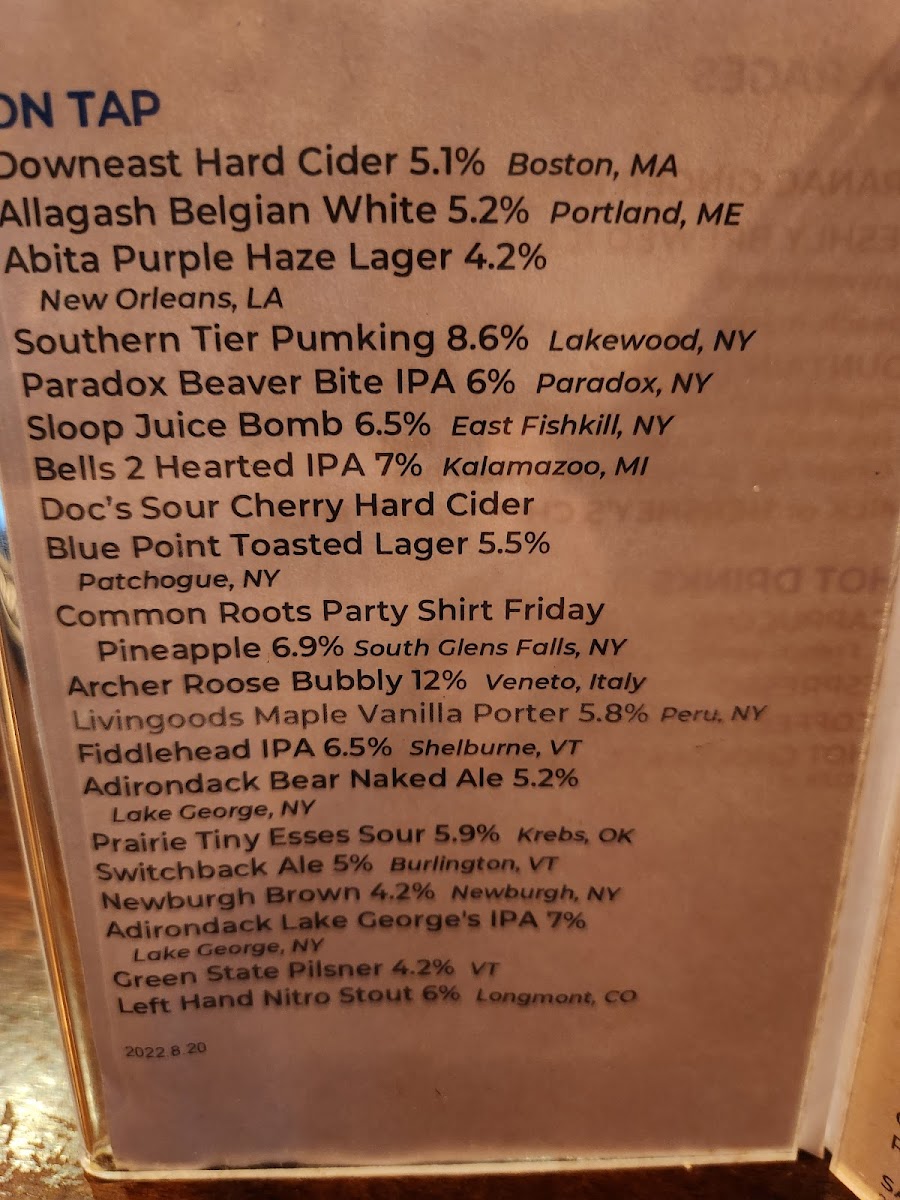 ON TAP
Downeast Hard Cider 5.1% Boston, MA
Allagash Belgian White 5.2% Portland, ME
Abita Purple Haze Lager 4.2%
New Orleans, LA
Southern Tier Pumking 8.6% Lakewood, NY
Paradox Beaver Bite IPA 6% Paradox, NY
Sloop Juice Bomb 6.5% East Fishkill, NY
Bells 2 Hearted IPA 7% Kalamazoo, MI
Doc's Sour Cherry Hard Cider
Blue Point Toasted Lager 5.5%
Patchogue, NY
Common Roots Party Shirt Friday
Pineapple 6.9% South Glens Falls, NY
Archer Roose Bubbly 12% Veneto, Italy
Livingoods Maple Vanilla Porter 5.8% Peru, NY
Fiddlehead IPA 6.5% Shelburne, VT
Adirondack Bear Naked Ale 5.2%
Lake George, NY
Prairie Tiny Esses Sour 5.9% Krebs, OK
Switchback Ale 5% Burlington, VT
Newburgh Brown 4.2% Newburgh, NY
Adirondack Lake George's IPA 7%
Lake George, NY
Green State Pilsner 4.2% VT
Left Hand Nitro Stout 6% Longmont, CO
2022.8.20